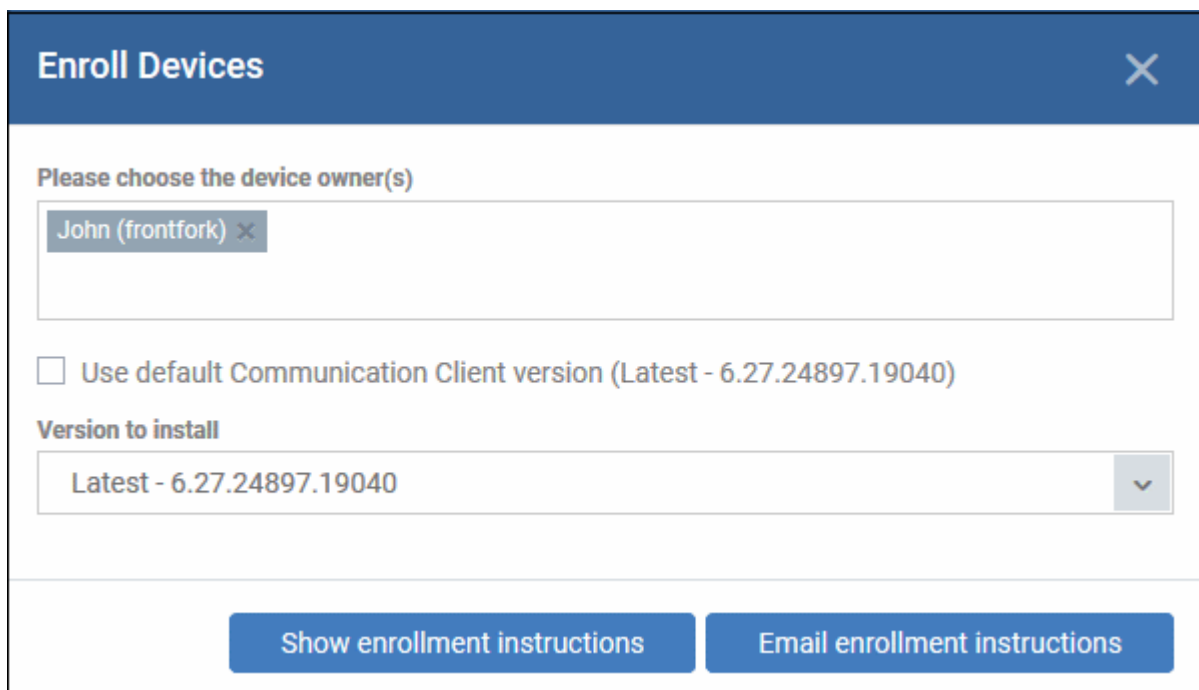 Enroll Devices
Please choose the device owner(s)
John (frontfork)
Use default Communication Client version (Latest - 6.27.24897.19040)
Version to install
Latest - 6.27.24897.19040
Show enrollment instructions Email enrollment instructions